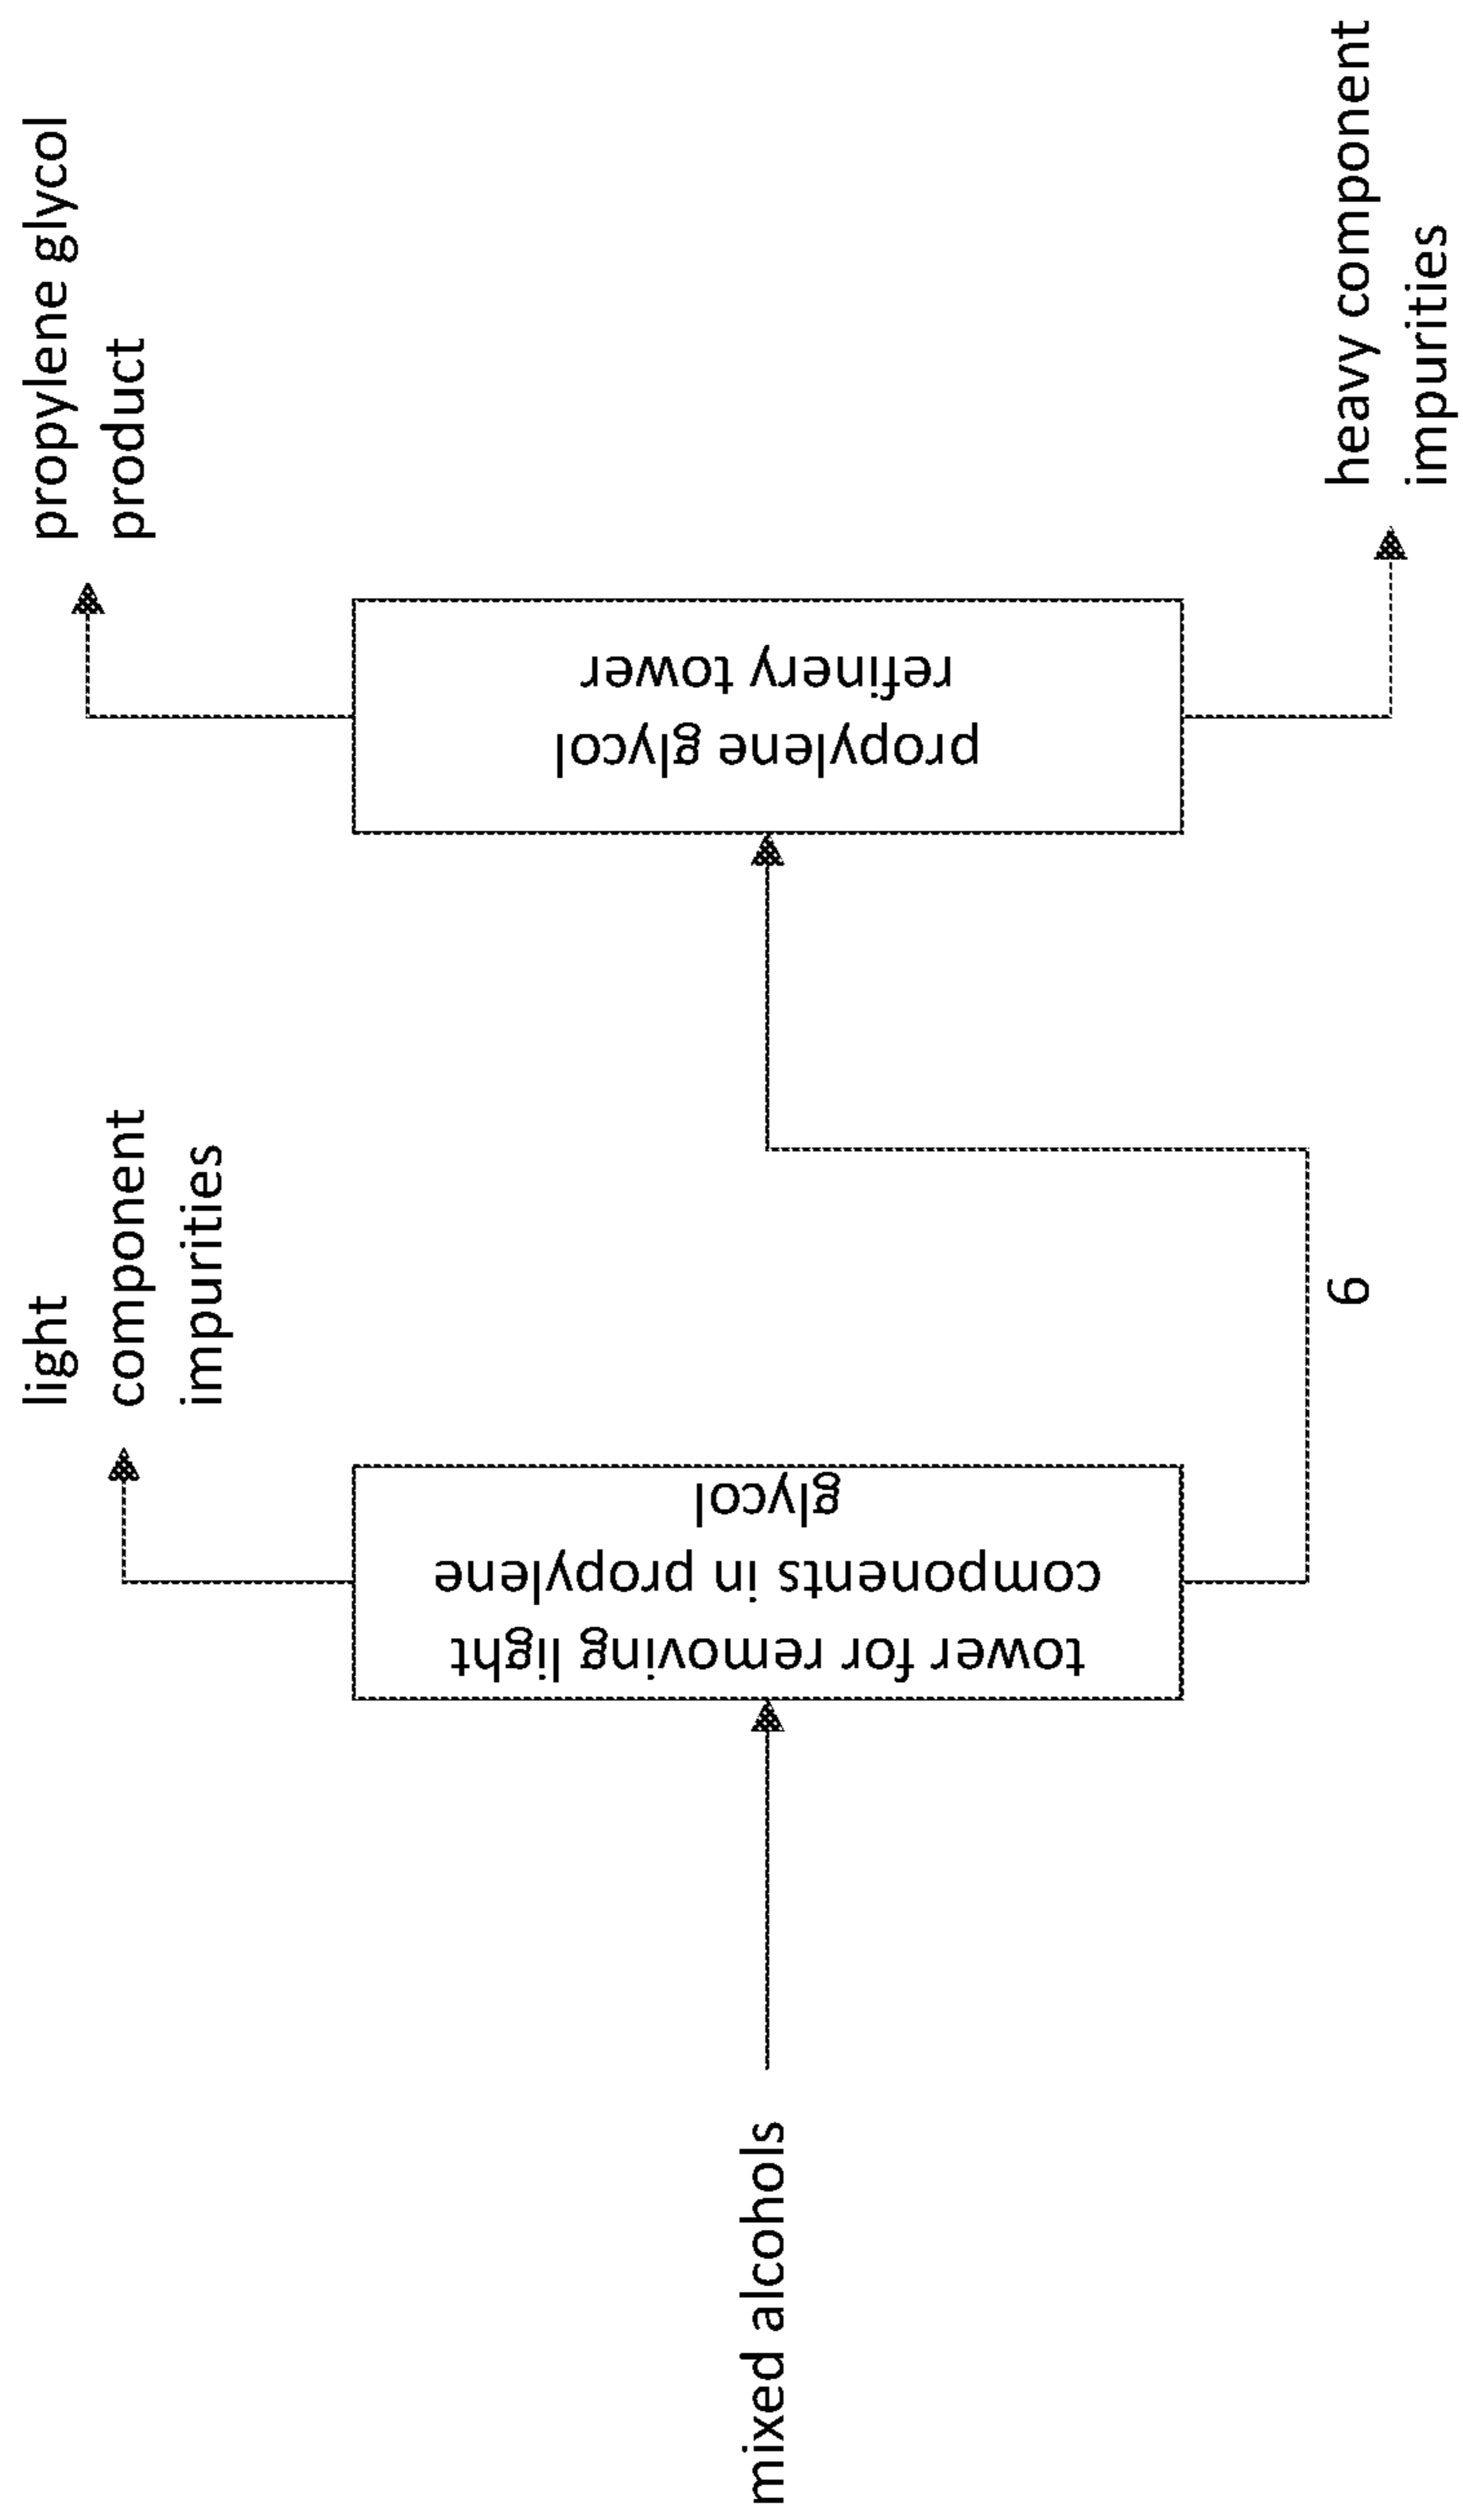 mixed alcohols
tower for removing light
components in propylene
glycol
light
component
impurities
6
propylene glycol
refinery tower
propylene glycol
product
heavy component
impurities